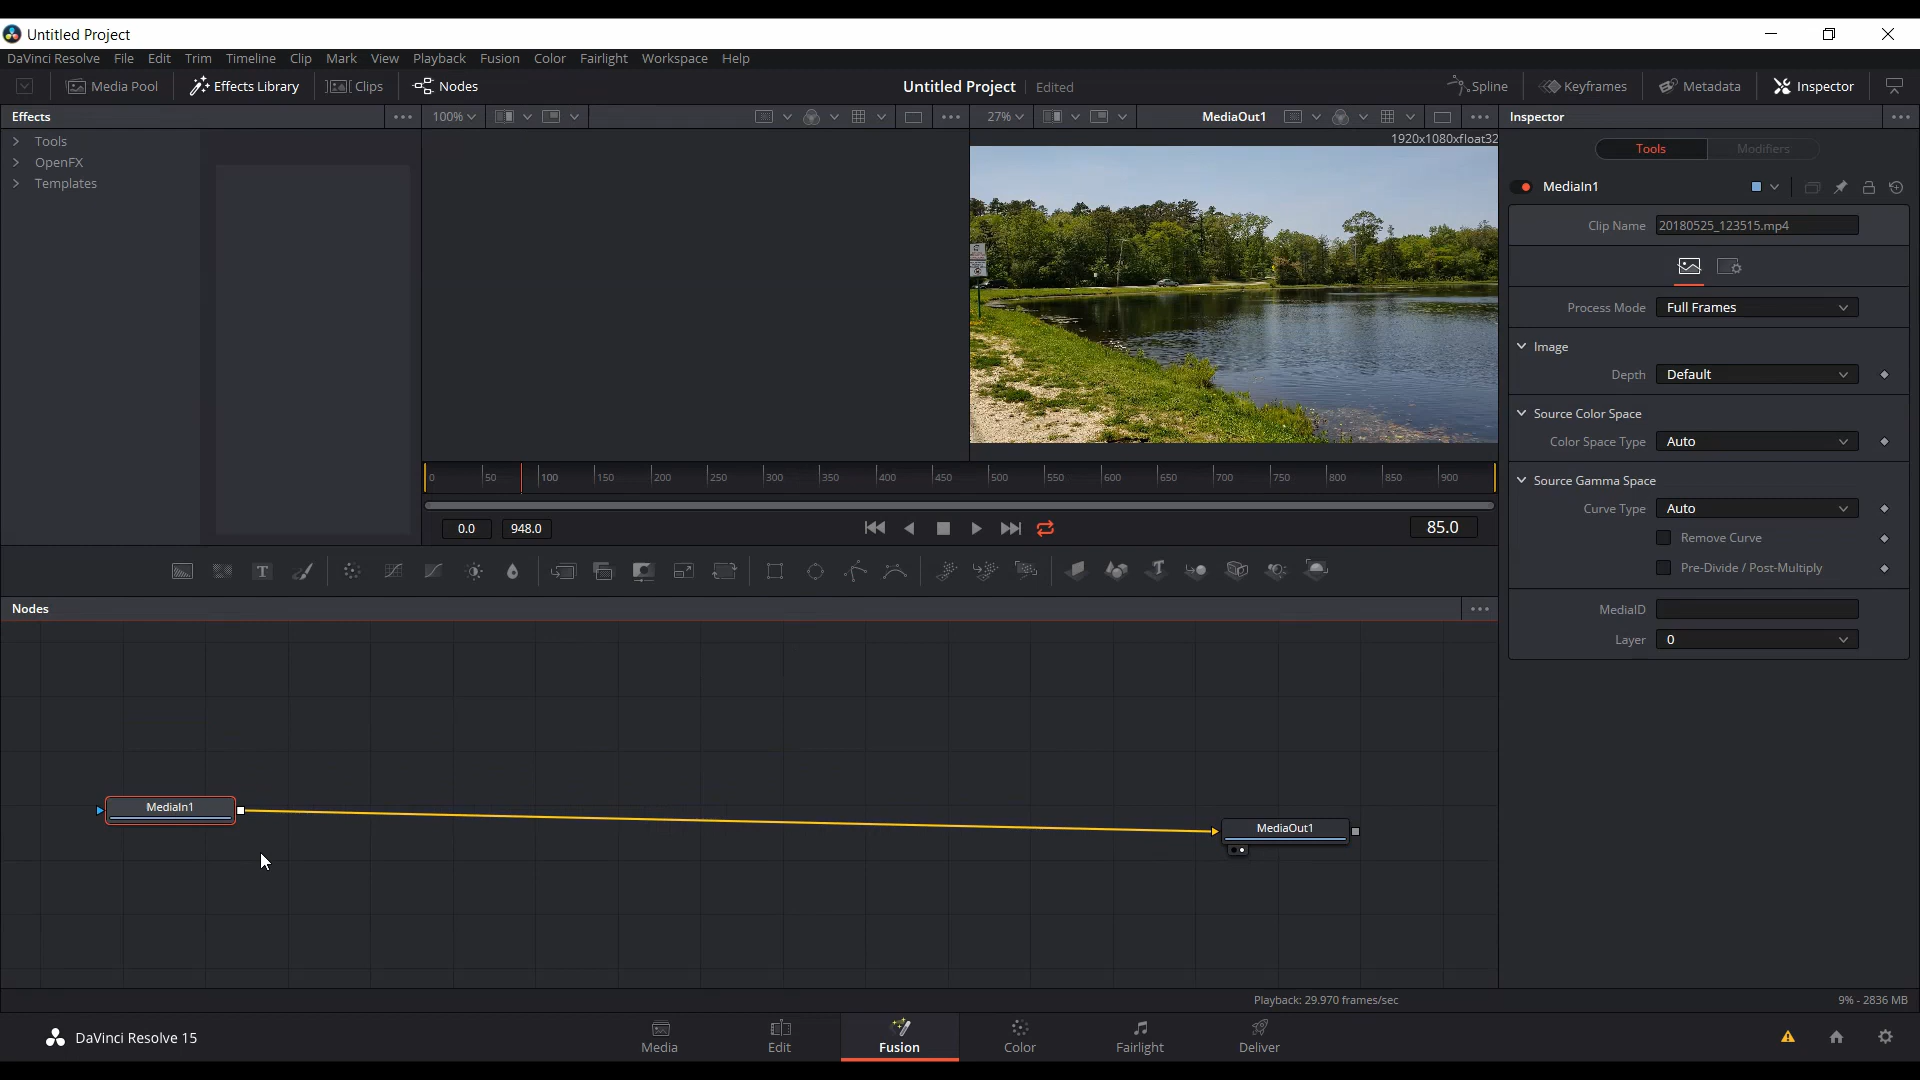 Untitled Project
DaVinci Resolve File Edit Trim Timeline Clip Mark View Playback Fusion Color Fairlight Workspace Help
Media Pool Effects Library Clips Nodes Untitled Project Edited Spline Keyframes Metadata Inspector
Effects 100% 27% MediaOut1 Inspector
1920x1080xfloat32
Tools
OpenFX
Templates
Tools Modifiers
MediaIn1
Clip Name 20180525_123515.mp4
Process Mode Full Frames
Image
Depth Default
Source Color Space
Color Space Type Auto
Source Gamma Space
Curve Type Auto
Remove Curve
Pre-Divide / Post-Multiply
MediaID
Layer 0
0 50 100 150 200 250 300 350 400 450 500 550 600 650 700 750 800 850 900
0.0 948.0 85.0
Nodes
MediaIn1
MediaOut1
Playback: 29.970 frames/sec 9% - 2836 MB
DaVinci Resolve 15 Media Edit Fusion Color Fairlight Deliver